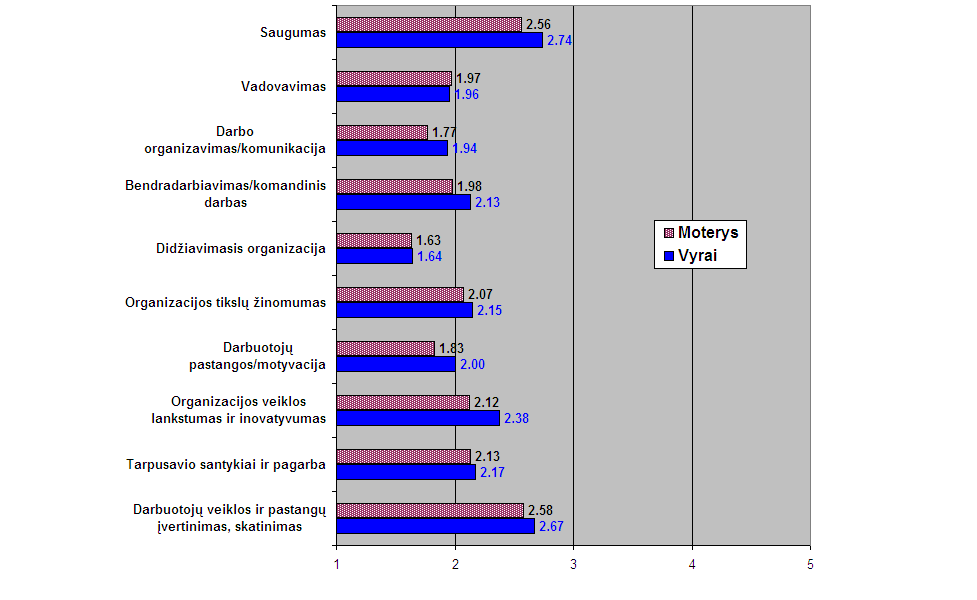 Saugumas
2.56
2.74
Vadovavimas
1.97
1.96
Darbo
organizavimas/komunikacija
1.77
1.94
Bendradarbiavimas/komandinis
darbas
1.98
2.13
Didžiavimasis organizacija
1.63
1.64
Organizacijos tikslų žinomumas
2.07
2.15
Darbuotojų
pastangos/motyvacija
1.83
2.00
Organizacijos veiklos
lankstumas ir inovatyvumas
2.12
2.38
Tarpusavio santykiai ir pagarba
2.13
2.17
Darbuotojų veiklos ir pastangų
įvertinimas, skatinimas
2.58
2.67
Moterys
Vyrai
1 2 3 4 5